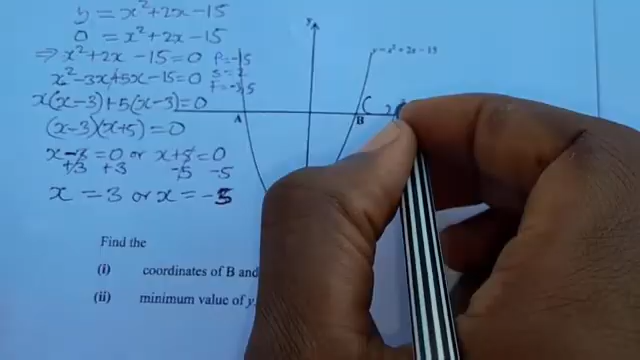 y = x² + 2x - 15
0 = x² + 2x - 15
⇒ x² + 2x - 15 = 0 P = -15
S = 2
x² - 3x + 5x - 15 = 0 F = -3, 5
x(x - 3) + 5(x - 3) = 0
(x - 3)(x + 5) = 0
x - 3 = 0 or x + 5 = 0
+3 +3 -5 -5
x = 3 or x = -5
y
y = x² + 2x - 15
A
B ( ,
Find the
(i) coordinates of B and
(ii) minimum value of y.